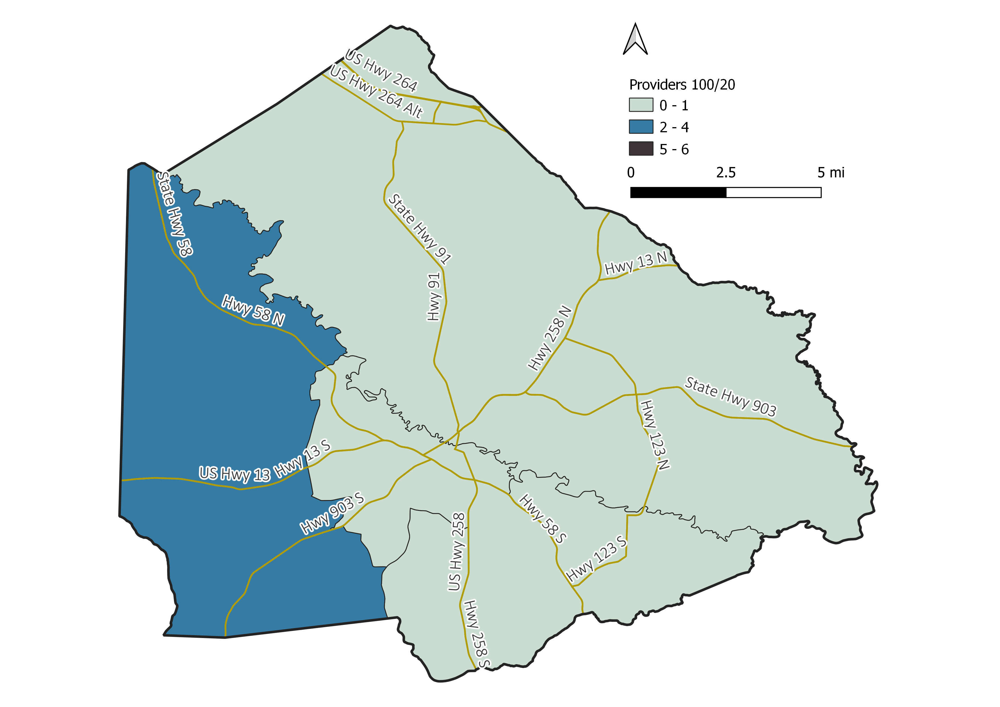 US Hwy 264
US Hwy 264 Alt
Providers 100/20
0 - 1
2 - 4
5 - 6
0 2.5 5 mi
State Hwy 58
State Hwy 91
Hwy 13 N
Hwy 91
Hwy 58 N
Hwy 258 N
State Hwy 903
Hwy 123 N
US Hwy 13
Hwy 13 S
Hwy 903 S
Hwy 58 S
US Hwy 258
Hwy 123 S
Hwy 258 S